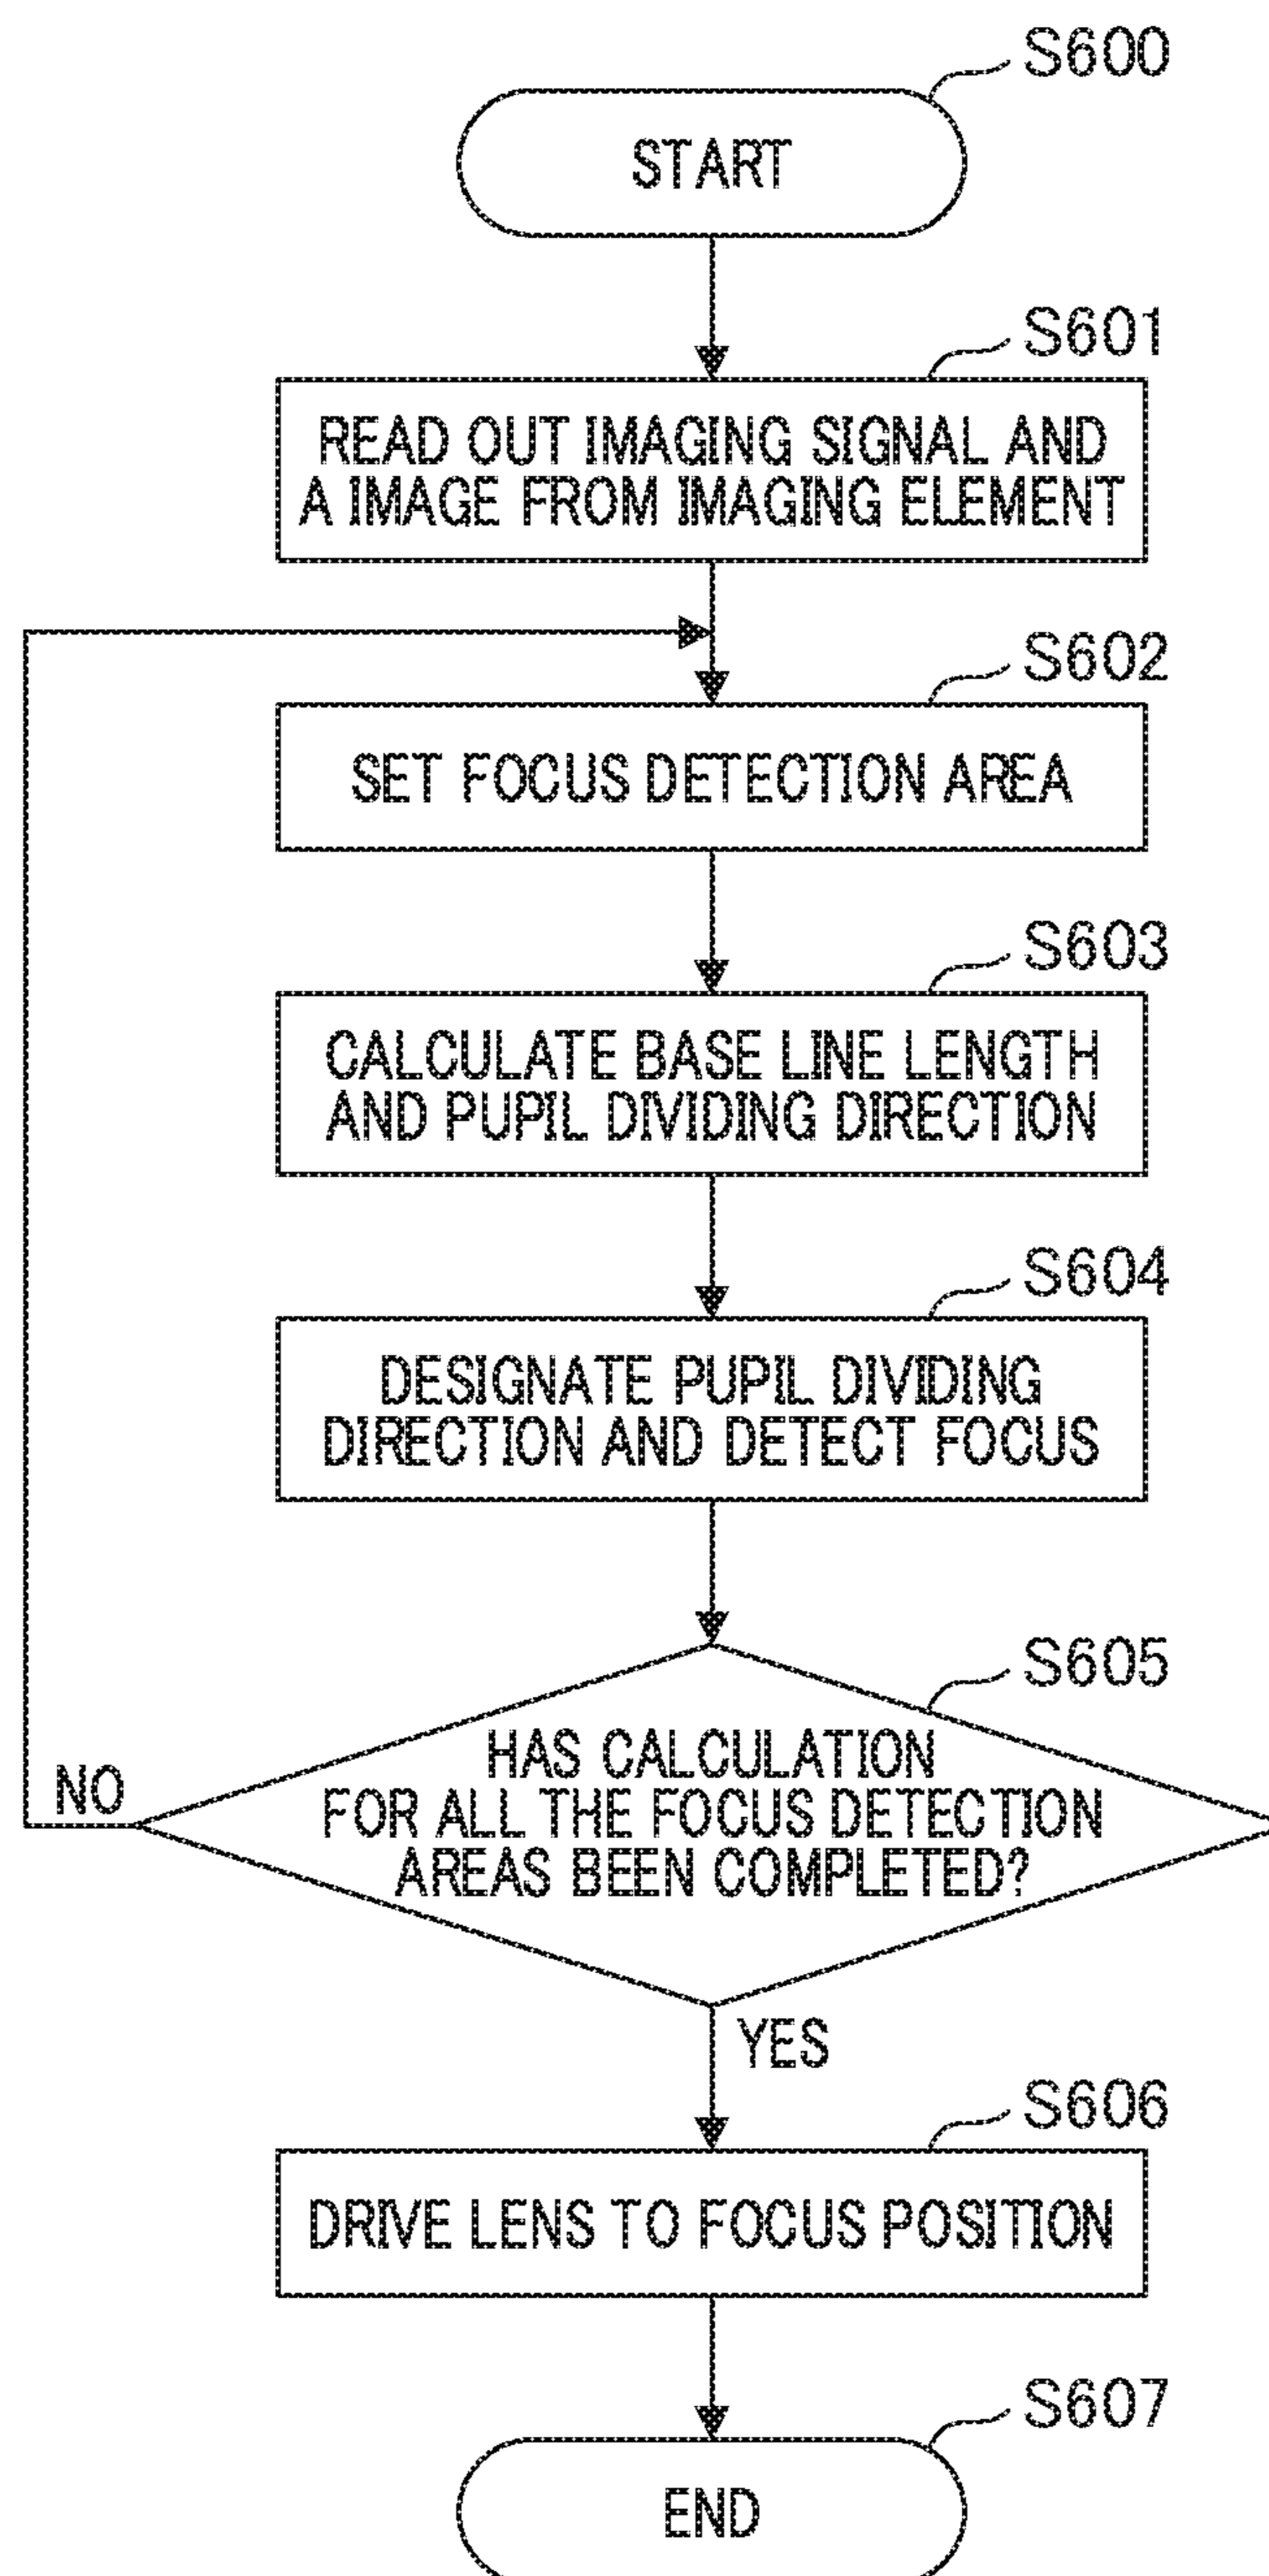 S600
START
S601
READ OUT IMAGING SIGNAL AND
A IMAGE FROM IMAGING ELEMENT
S602
SET FOCUS DETECTION AREA
S603
CALCULATE BASE LINE LENGTH
AND PUPIL DIVIDING DIRECTION
S604
DESIGNATE PUPIL DIVIDING
DIRECTION AND DETECT FOCUS
S605
HAS CALCULATION
FOR ALL THE FOCUS DETECTION
AREAS BEEN COMPLETED?
NO
YES
S606
DRIVE LENS TO FOCUS POSITION
S607
END